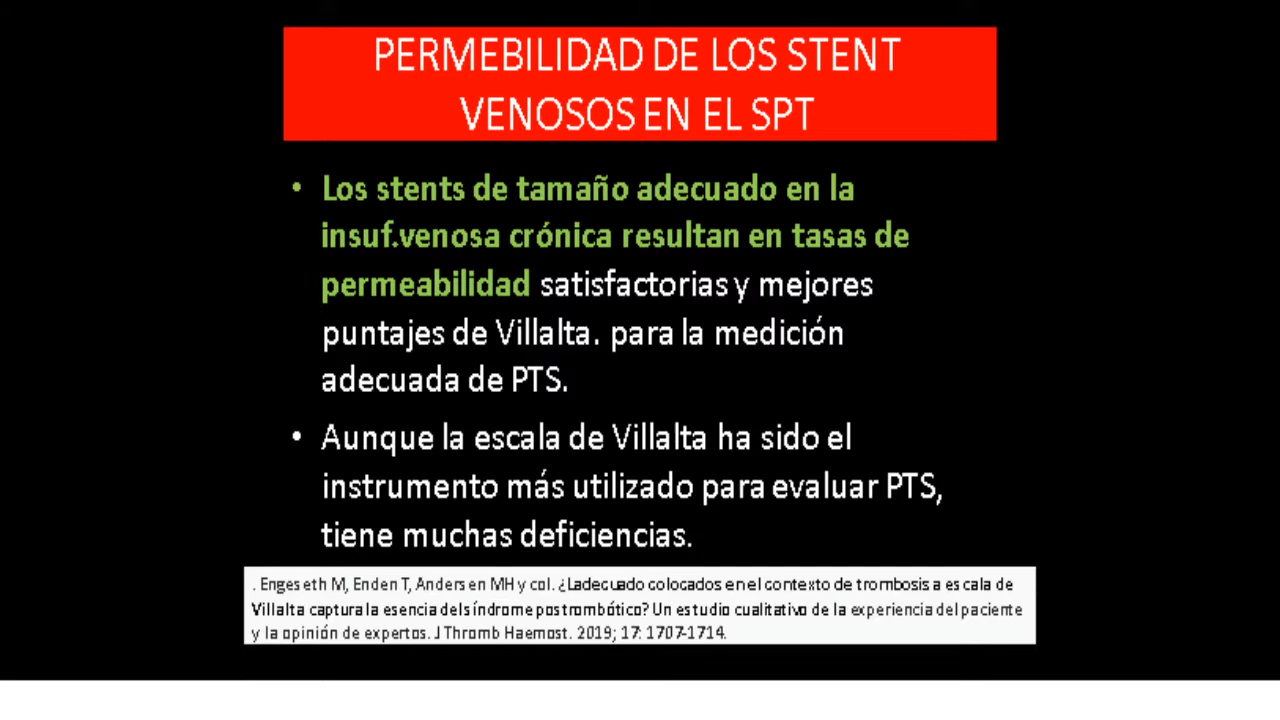 PERMEBILIDAD DE LOS STENT
VENOSOS EN EL SPT
• Los stents de tamaño adecuado en la
insuf.venosa crónica resultan en tasas de
permeabilidad satisfactorias y mejores
puntajes de Villalta. para la medición
adecuada de PTS.
• Aunque la escala de Villalta ha sido el
instrumento más utilizado para evaluar PTS,
tiene muchas deficiencias.
. Engeseth M, Enden T, Andersen MH y col. ¿Ladecuado colocados en el contexto de trombosis a escala de
Villalta captura la esencia del síndrome postrombótico? Un estudio cualitativo de la experiencia del paciente
y la opinión de expertos. J Thromb Haemost. 2019; 17: 1707-1714.